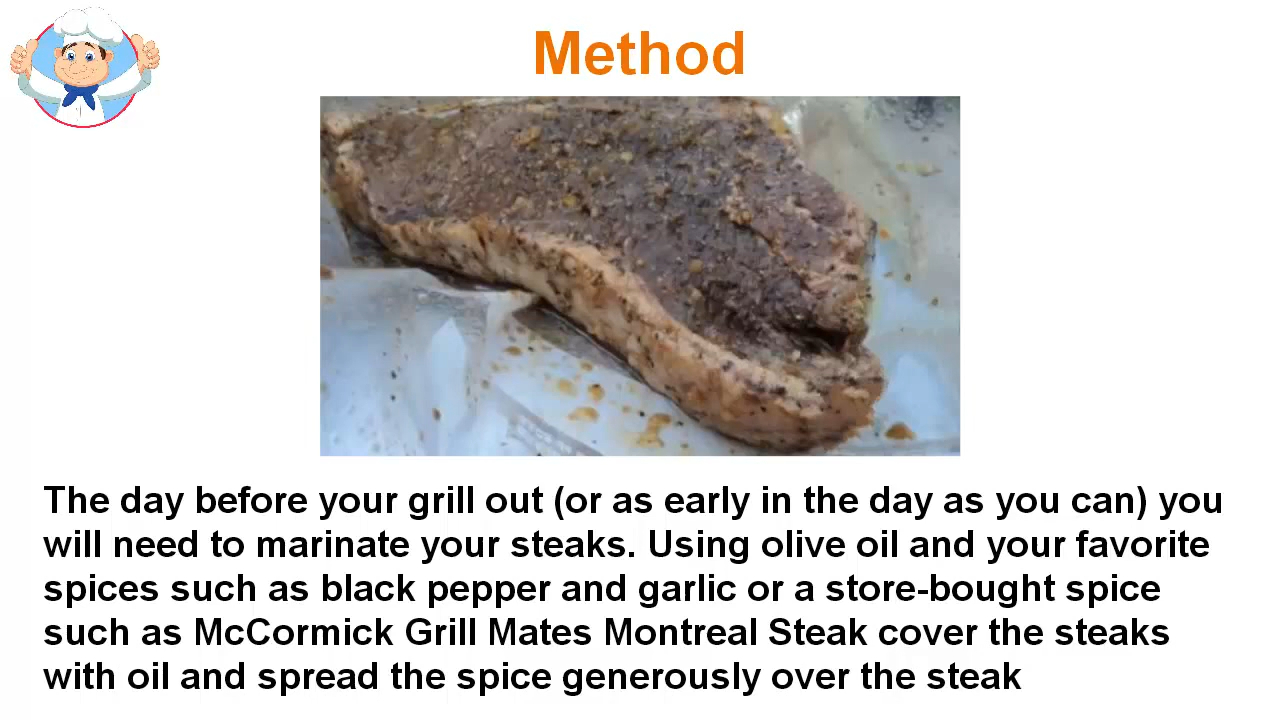 Method
The day before your grill out (or as early in the day as you can) you
will need to marinate your steaks. Using olive oil and your favorite
spices such as black pepper and garlic or a store-bought spice
such as McCormick Grill Mates Montreal Steak cover the steaks
with oil and spread the spice generously over the steak